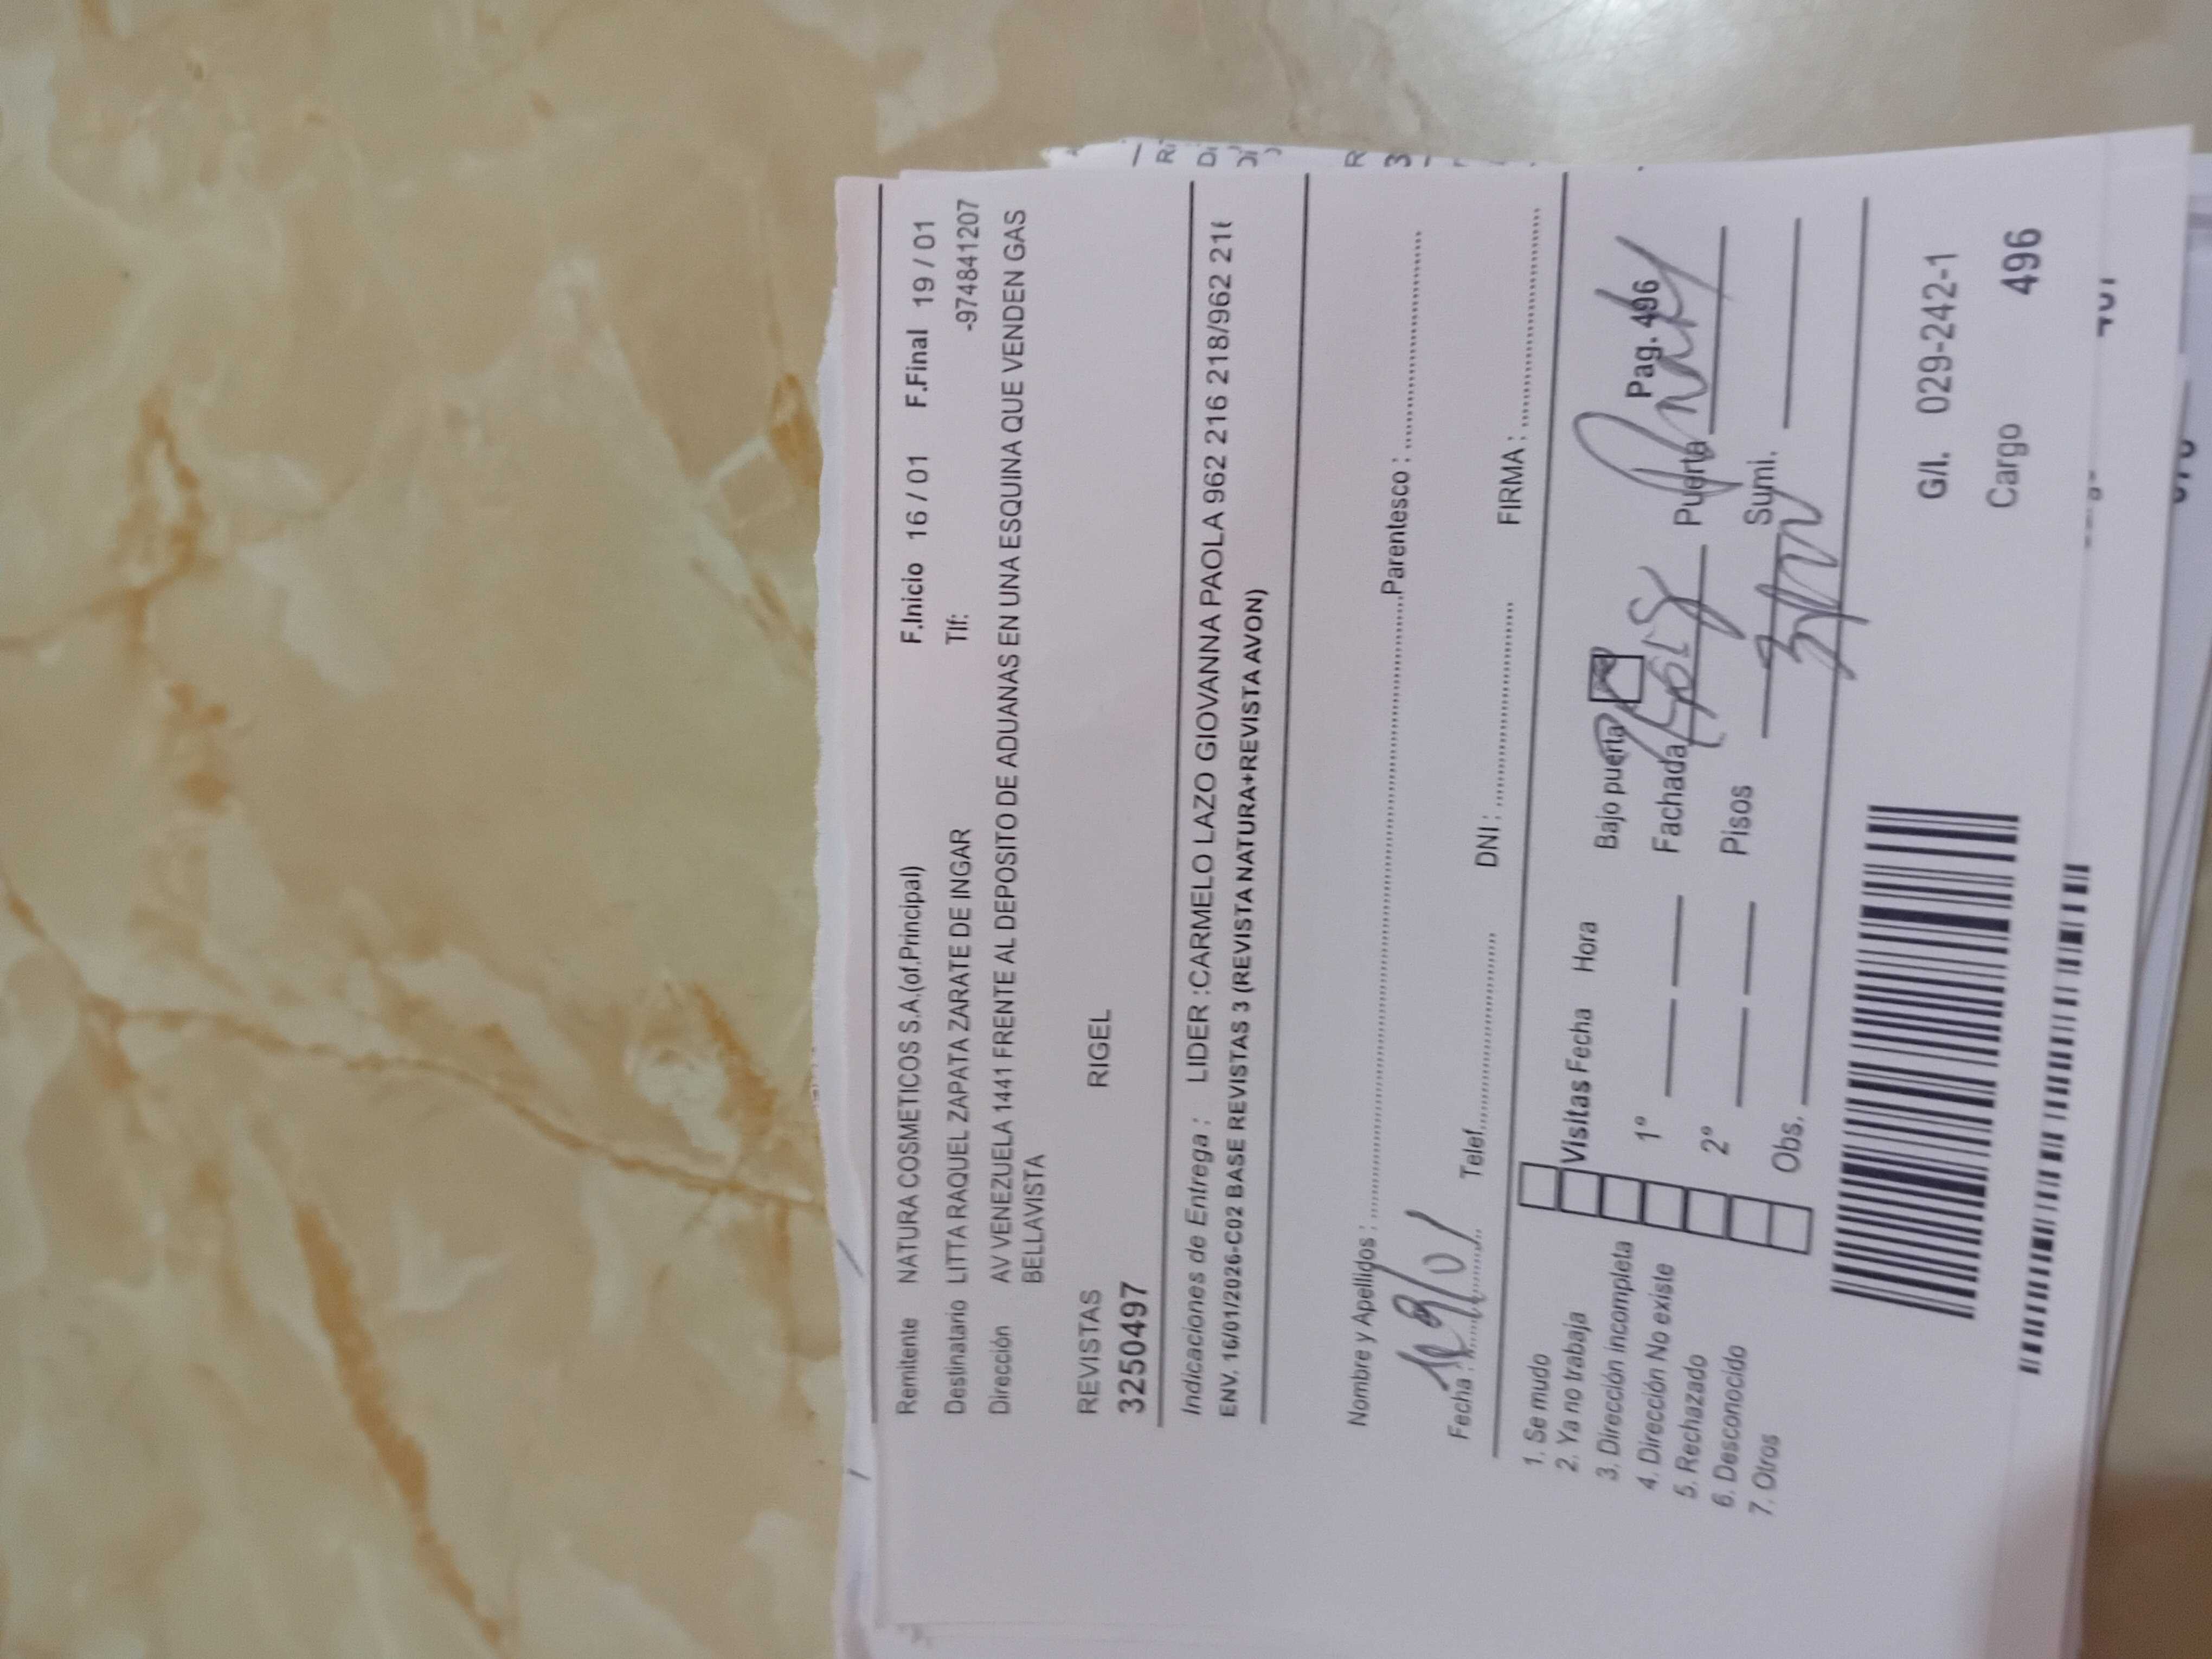 Remitente NATURA COSMETICOS S.A.(of.Principal) F.Inicio 16 / 01 F.Final 19 / 01
Destinatario LITTA RAQUEL ZAPATA ZARATE DE INGAR Tlf: -974841207
Dirección AV VENEZUELA 1441 FRENTE AL DEPOSITO DE ADUANAS EN UNA ESQUINA QUE VENDEN GAS
BELLAVISTA
REVISTAS RIGEL
3250497
Indicaciones de Entrega : LIDER :CARMELO LAZO GIOVANNA PAOLA 962 216 218/962 216
ENV. 16/01/2026-C02 BASE REVISTAS 3 (REVISTA NATURA+REVISTA AVON)
Nombre y Apellidos : Parentesco :
Fecha : Telef. DNI : FIRMA :
1. Se mudo
2. Ya no trabaja
3. Dirección incompleta
4. Dirección No existe
5. Rechazado
6. Desconocido
7. Otros
Visitas Fecha Hora
1º
2º
Obs.
Bajo puerta Pag. 496
Fachada Puerta
Pisos Sumi.
G/I. 029-242-1
Cargo 496